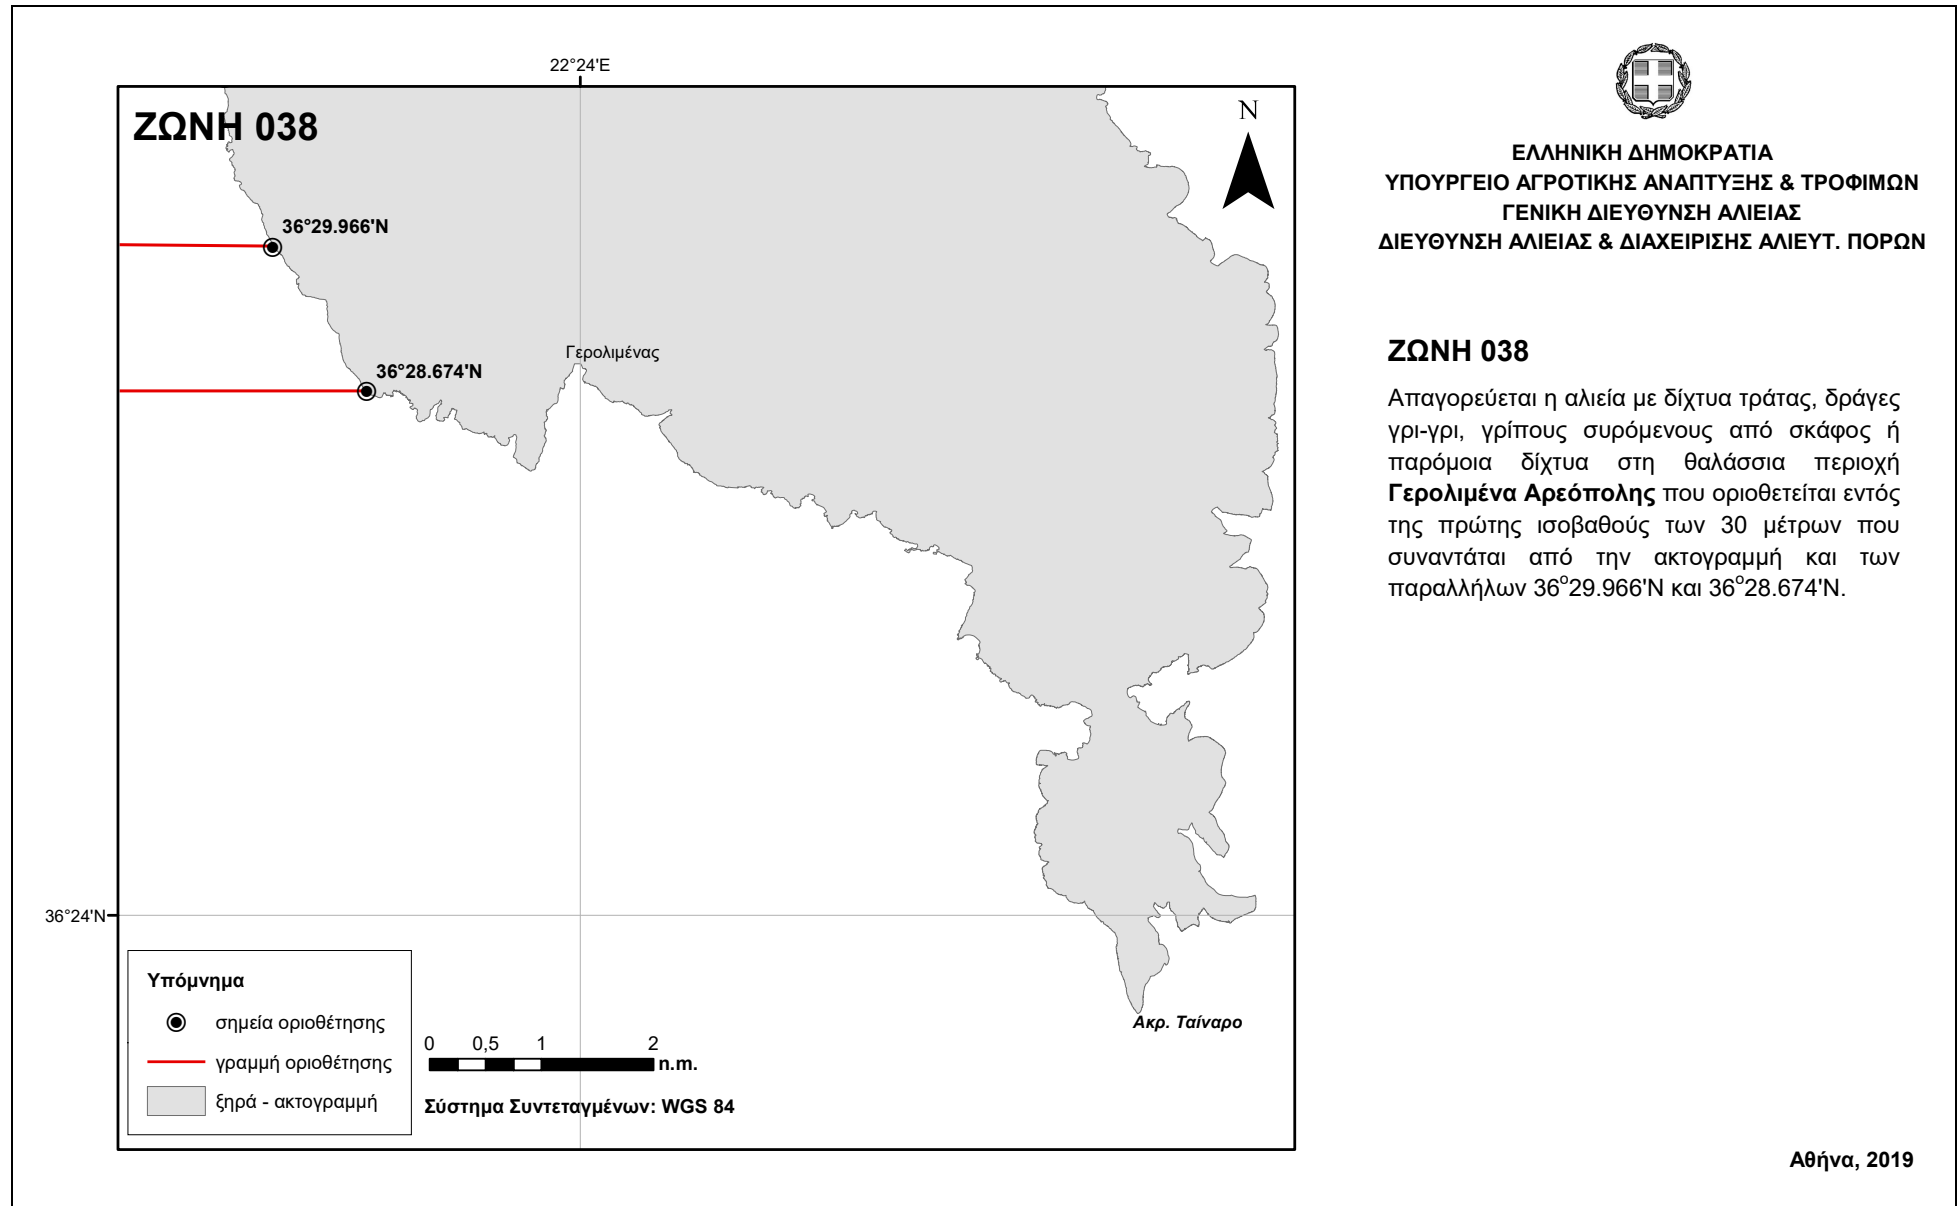 22°24'E
ΖΩΝΗ 038
N
36°29.966'N
36°28.674'N
Γερολιμένας
36°24'N
Ακρ. Ταίναρο
Υπόμνημα
σημεία οριοθέτησης
γραμμή οριοθέτησης
ξηρά - ακτογραμμή
0 0,5 1 2
n.m.
Σύστημα Συντεταγμένων: WGS 84
ΕΛΛΗΝΙΚΗ ΔΗΜΟΚΡΑΤΙΑ
ΥΠΟΥΡΓΕΙΟ ΑΓΡΟΤΙΚΗΣ ΑΝΑΠΤΥΞΗΣ & ΤΡΟΦΙΜΩΝ
ΓΕΝΙΚΗ ΔΙΕΥΘΥΝΣΗ ΑΛΙΕΙΑΣ
ΔΙΕΥΘΥΝΣΗ ΑΛΙΕΙΑΣ & ΔΙΑΧΕΙΡΙΣΗΣ ΑΛΙΕΥΤ. ΠΟΡΩΝ
ΖΩΝΗ 038
Απαγορεύεται η αλιεία με δίχτυα τράτας, δράγες
γρι-γρι, γρίπους συρόμενους από σκάφος ή
παρόμοια δίχτυα στη θαλάσσια περιοχή
Γερολιμένα Αρεόπολης που οριοθετείται εντός
της πρώτης ισοβαθούς των 30 μέτρων που
συναντάται από την ακτογραμμή και των
παραλλήλων 36°29.966'N και 36°28.674'N.
Αθήνα, 2019